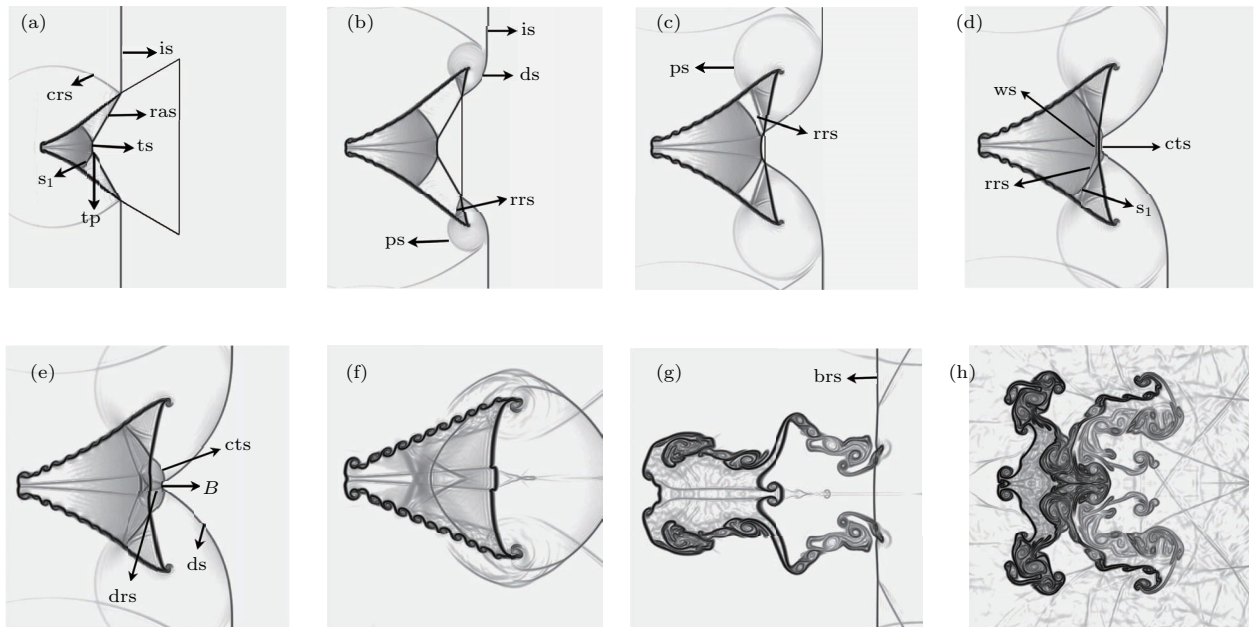 (a)
is
crs
ras
ts
s1
tp
(b)
is
ds
rrs
ps
(c)
ps
rrs
(d)
ws
cts
rrs
s1
(e)
cts
B
ds
drs
(f)
(g)
brs
(h)